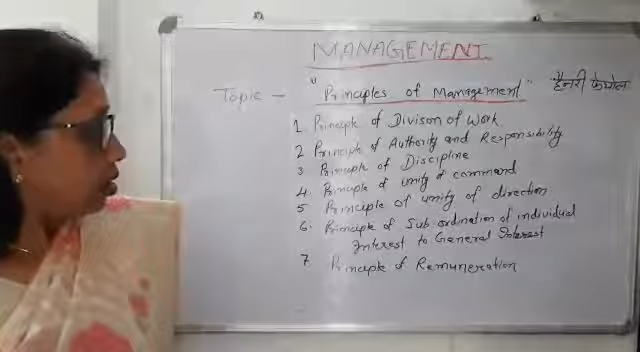 MANAGEMENT
Topic - "Principles of Management" हैनरी फेयोल
1 Principle of Divison of Work
2 Principle of Authority and Responsibility
3 Principle of Discipline
4. Principle of unity of command
5 Principle of unity of direction
6. Principle of Sub ordination of individual
Interest to General Interest
7 Principle of Remuneration